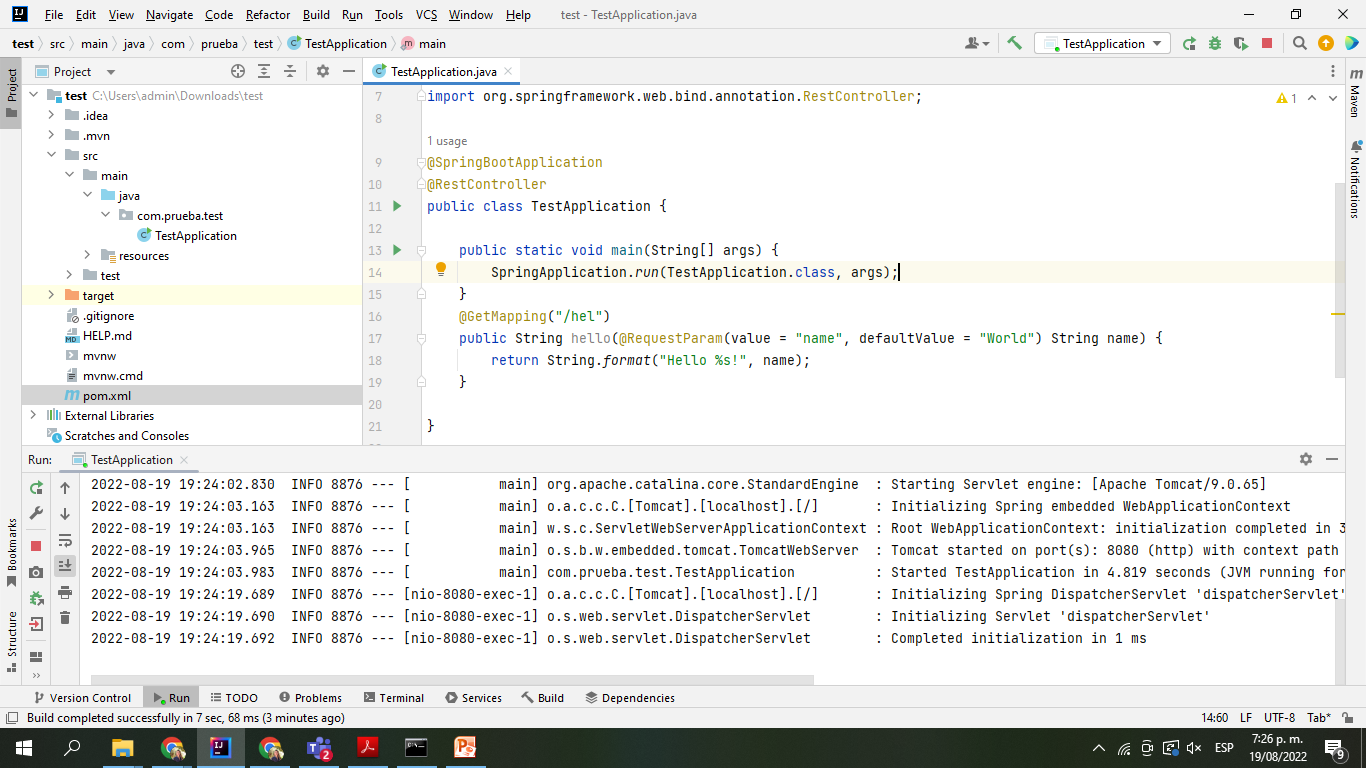 File Edit View Navigate Code Refactor Build Run Tools VCS Window Help test - TestApplication.java
test src main java com prueba test TestApplication main
TestApplication
Project
TestApplication.java
Project
Maven
Notifications
Bookmarks
Structure
test C:\Users\admin\Downloads\test
.idea
.mvn
src
main
java
com.prueba.test
TestApplication
resources
test
target
.gitignore
HELP.md
mvnw
mvnw.cmd
pom.xml
External Libraries
Scratches and Consoles
1
7 import org.springframework.web.bind.annotation.RestController;
8
1 usage
9 @SpringBootApplication
10 @RestController
11 public class TestApplication {
12
13 public static void main(String[] args) {
14 SpringApplication.run(TestApplication.class, args);
15 }
16 @GetMapping("/hel")
17 public String hello(@RequestParam(value = "name", defaultValue = "World") String name) {
18 return String.format("Hello %s!", name);
19 }
20
21 }
Run: TestApplication
2022-08-19 19:24:02.830 INFO 8876 --- [ main] org.apache.catalina.core.StandardEngine : Starting Servlet engine: [Apache Tomcat/9.0.65]
2022-08-19 19:24:03.163 INFO 8876 --- [ main] o.a.c.c.C.[Tomcat].[localhost].[/] : Initializing Spring embedded WebApplicationContext
2022-08-19 19:24:03.163 INFO 8876 --- [ main] w.s.c.ServletWebServerApplicationContext : Root WebApplicationContext: initialization completed in 3
2022-08-19 19:24:03.965 INFO 8876 --- [ main] o.s.b.w.embedded.tomcat.TomcatWebServer : Tomcat started on port(s): 8080 (http) with context path
2022-08-19 19:24:03.983 INFO 8876 --- [ main] com.prueba.test.TestApplication : Started TestApplication in 4.819 seconds (JVM running for
2022-08-19 19:24:19.689 INFO 8876 --- [nio-8080-exec-1] o.a.c.c.C.[Tomcat].[localhost].[/] : Initializing Spring DispatcherServlet 'dispatcherServlet'
2022-08-19 19:24:19.690 INFO 8876 --- [nio-8080-exec-1] o.s.web.servlet.DispatcherServlet : Initializing Servlet 'dispatcherServlet'
2022-08-19 19:24:19.692 INFO 8876 --- [nio-8080-exec-1] o.s.web.servlet.DispatcherServlet : Completed initialization in 1 ms
Version Control Run TODO Problems Terminal Services Build Dependencies
Build completed successfully in 7 sec, 68 ms (3 minutes ago) 14:60 LF UTF-8 Tab*
ESP
7:26 p. m.
19/08/2022
2
9